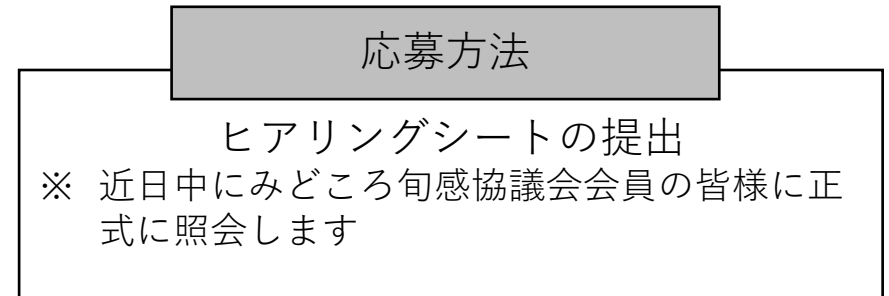 応募方法
ヒアリングシートの提出
※ 近日中にみどころ旬感協議会会員の皆様に正
式に照会します